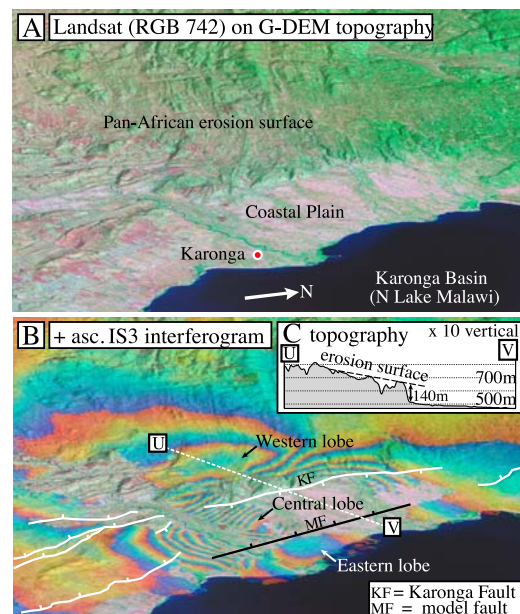 A Landsat (RGB 742) on G-DEM topography
Pan-African erosion surface
Coastal Plain
Karonga
N
Karonga Basin
(N Lake Malawi)
B + asc. IS3 interferogram
C topography x 10 vertical
U V
erosion surface
700m
140m
500m
U
Western lobe
KF
Central lobe
MF
V
Eastern lobe
KF = Karonga Fault
MF = model fault